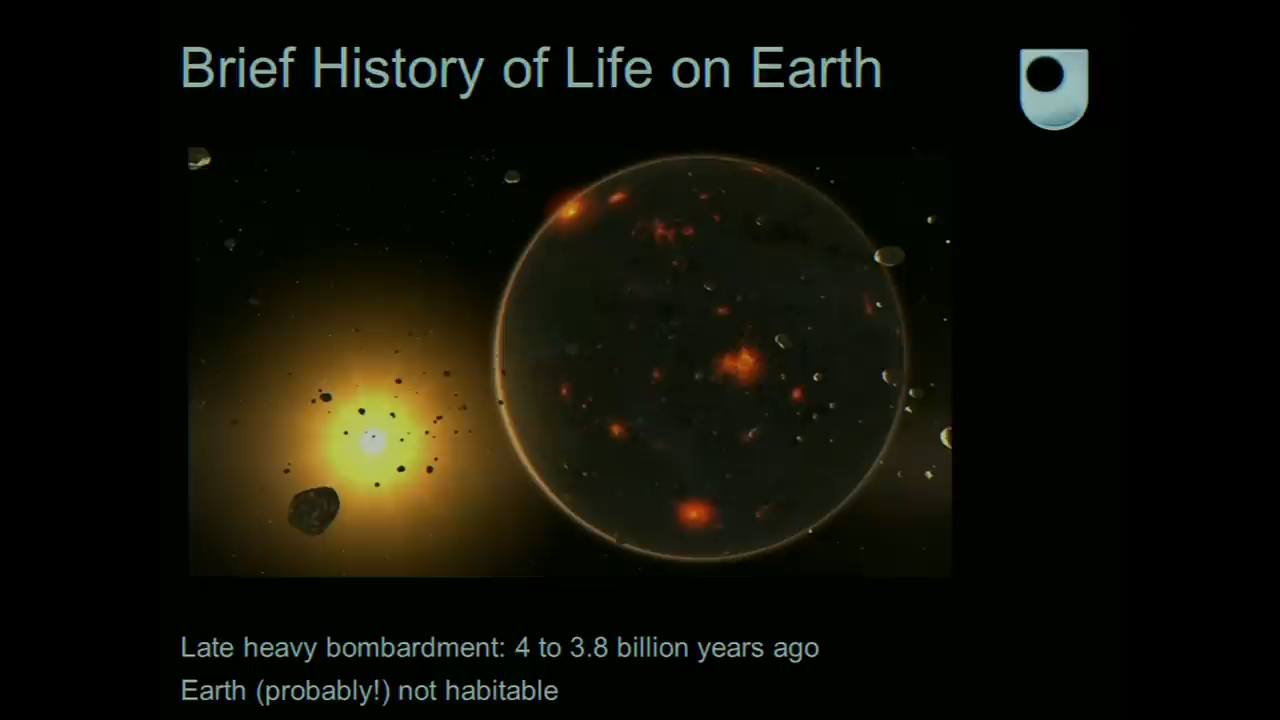 Brief History of Life on Earth
Late heavy bombardment: 4 to 3.8 billion years ago
Earth (probably!) not habitable